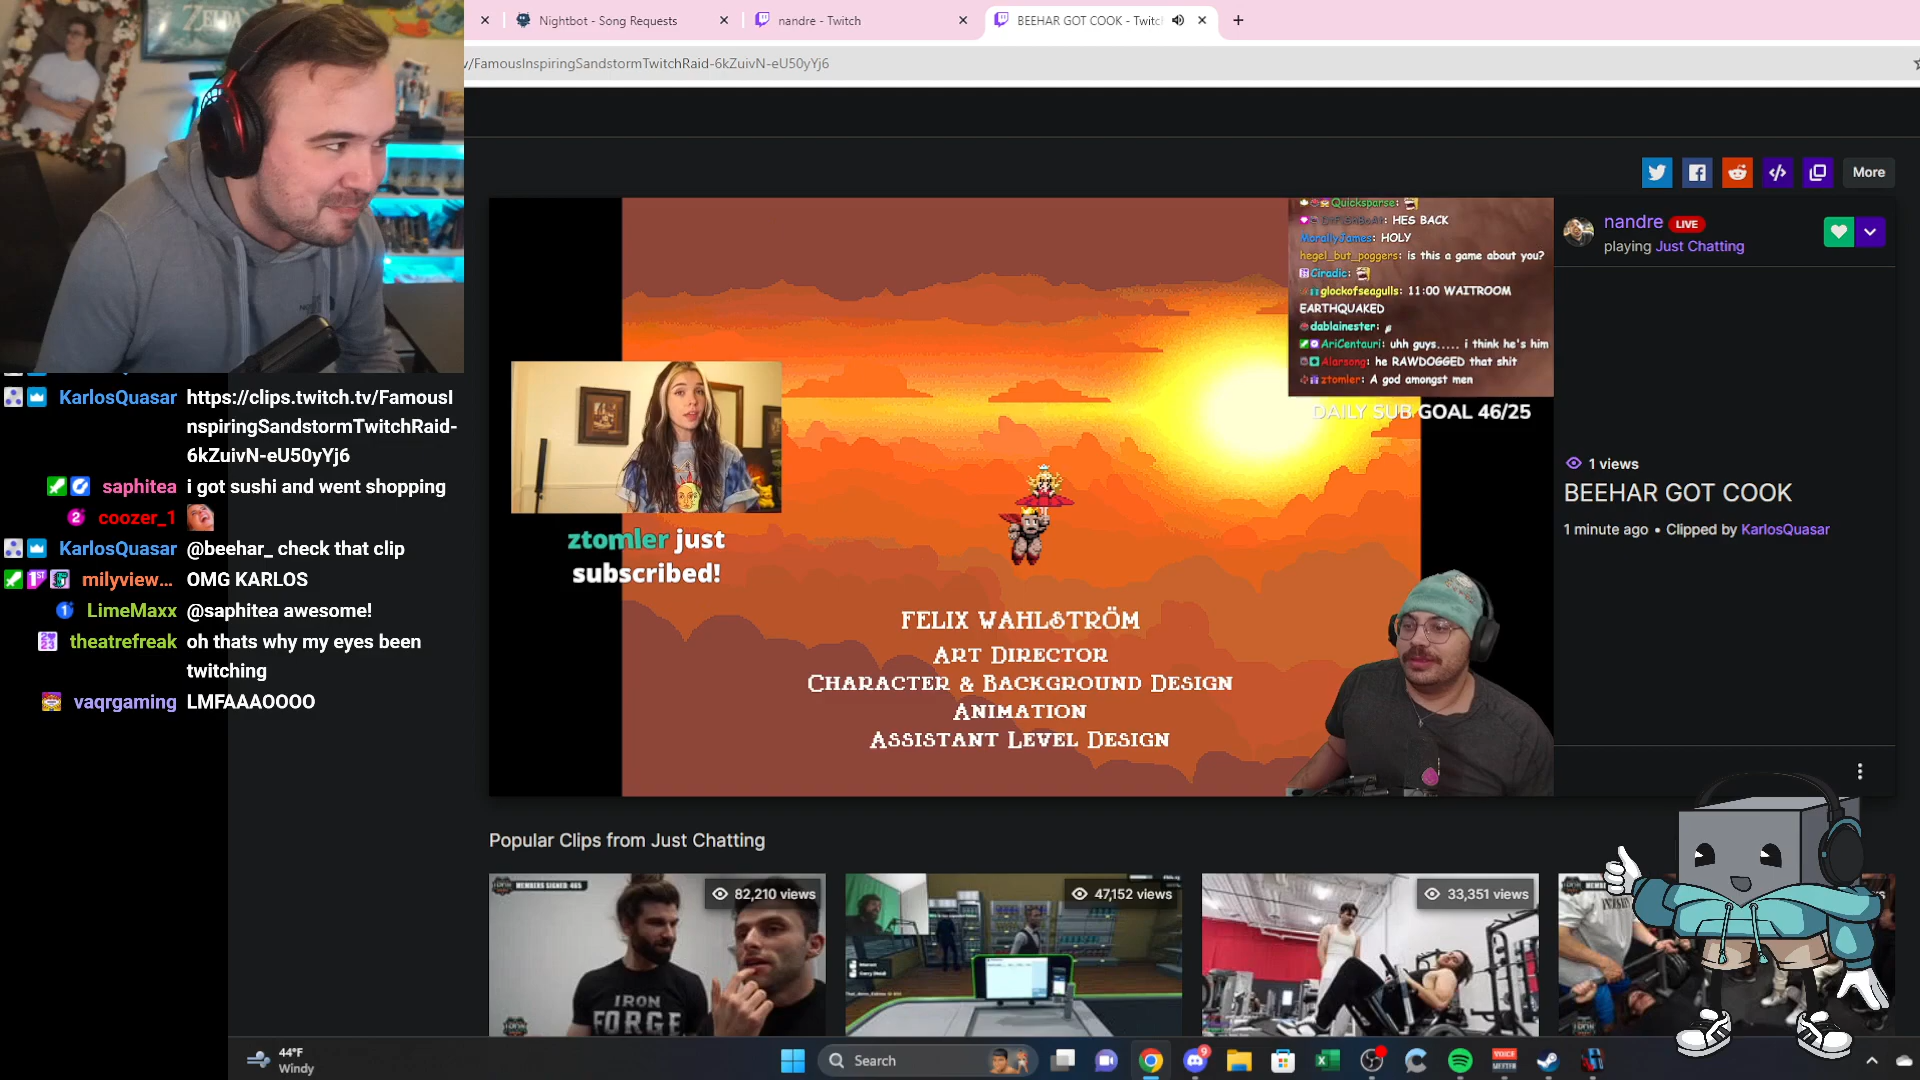 Nightbot - Song Requests
nandre - Twitch
BEEHAR GOT COOK - Twitc
/FamousInspiringSandstormTwitchRaid-6kZuivN-eU50yYj6
More
KarlosQuasar https://clips.twitch.tv/FamousI
nspiringSandstormTwitchRaid-
6kZuivN-eU50yYj6
saphitea i got sushi and went shopping
coozer_1
KarlosQuasar @beehar_ check that clip
milyview... OMG KARLOS
LimeMaxx @saphitea awesome!
theatrefreak oh thats why my eyes been
twitching
vaqrgaming LMFAAAOOOO
ztomler just
subscribed!
Quicksparse:
HES BACK
MorallyJames: HOLY
hegel_but_poggers: is this a game about you?
Ciradic:
glockofseagulls: 11:00 WAITROOM
EARTHQUAKED
dablainester:
AriCentauri: uhh guys..... i think he's him
Alarsong: he RAWDOGGED that shit
ztomler: A god amongst men
DAILY SUB GOAL 46/25
FELIX WAHLSTRÖM
ART DIRECTOR
CHARACTER & BACKGROUND DESIGN
ANIMATION
ASSISTANT LEVEL DESIGN
nandre LIVE
playing Just Chatting
1 views
BEEHAR GOT COOK
1 minute ago • Clipped by KarlosQuasar
Popular Clips from Just Chatting
82,210 views
IRON
FORGE
47,152 views
33,351 views
44°F
Windy
Search